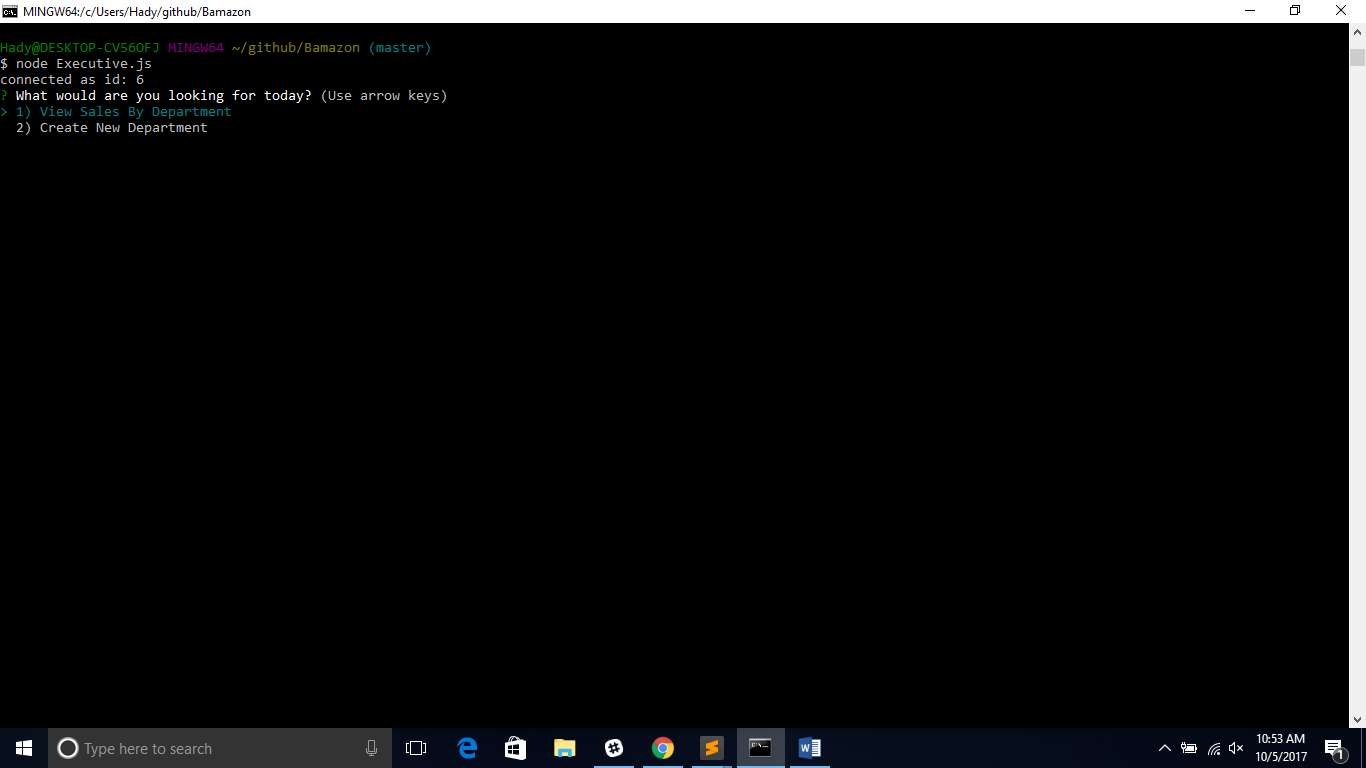 MINGW64:/c/Users/Hady/github/Bamazon
Hady@DESKTOP-CV56OFJ MINGW64 ~/github/Bamazon (master)
$ node Executive.js
connected as id: 6
? What would are you looking for today? (Use arrow keys)
> 1) View Sales By Department
2) Create New Department
Type here to search
10:53 AM
10/5/2017
1